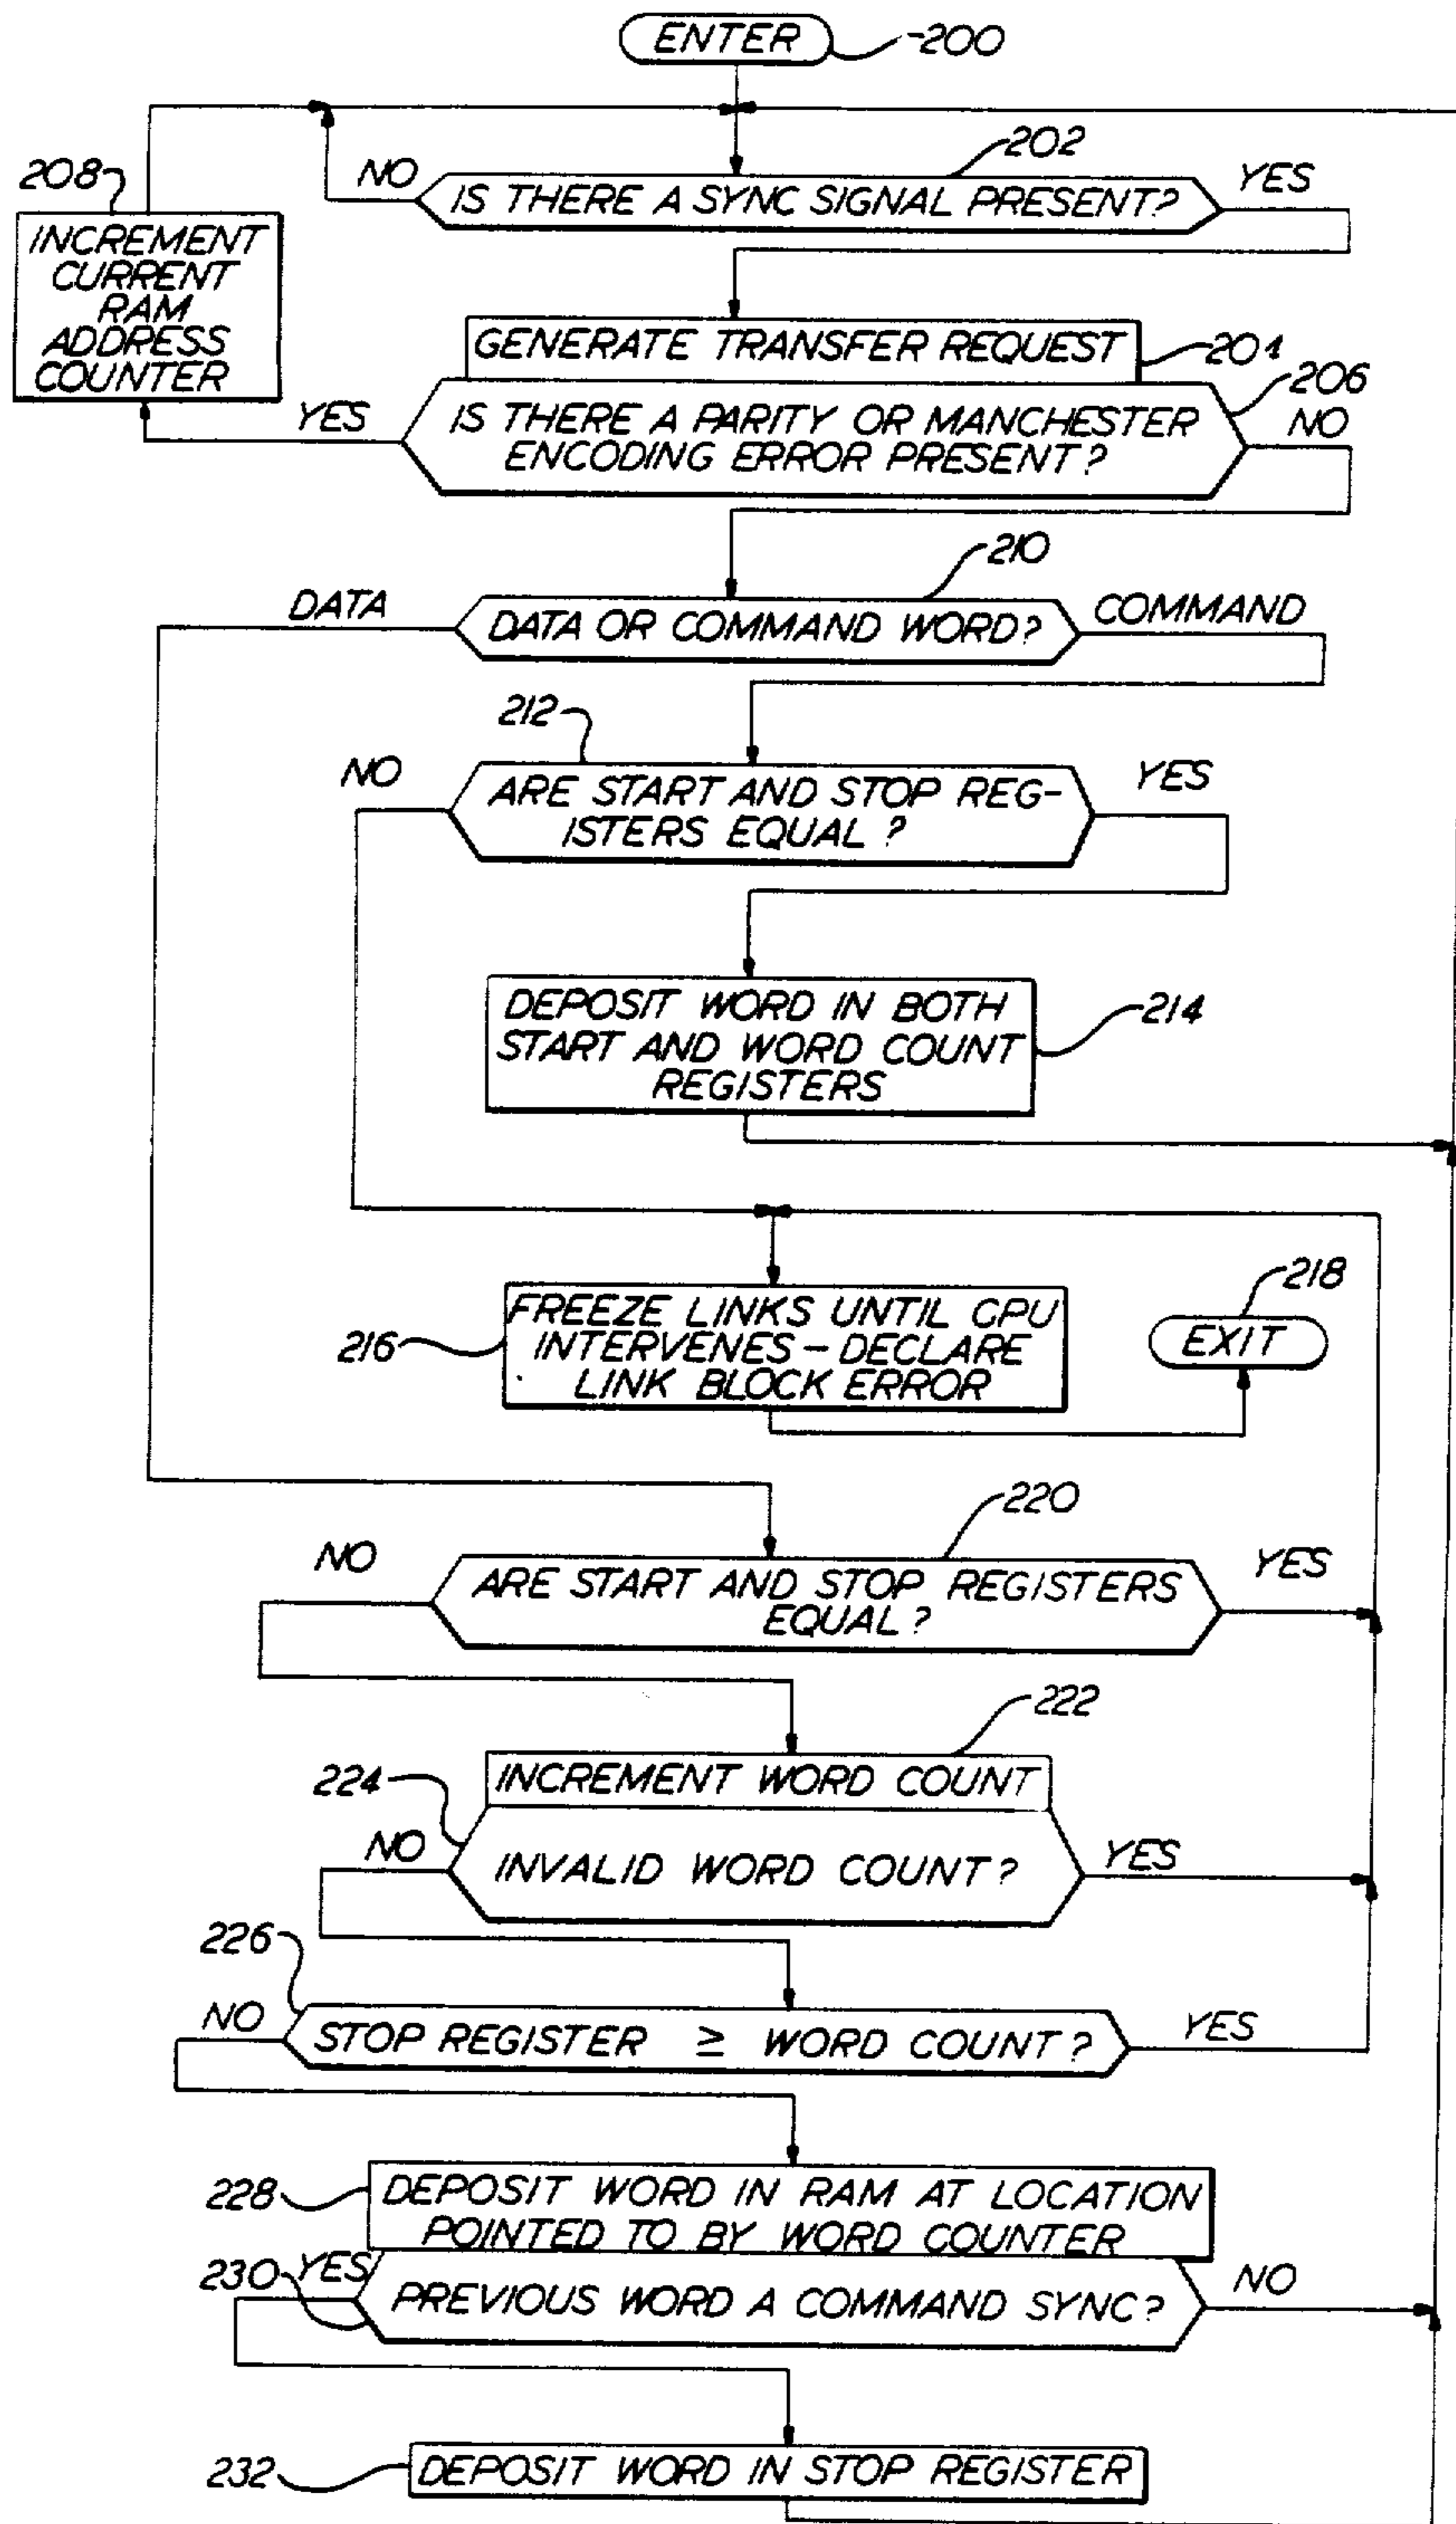 ENTER
200
202
NO
IS THERE A SYNC SIGNAL PRESENT?
YES
208
INCREMENT
CURRENT
RAM
ADDRESS
COUNTER
GENERATE TRANSFER REQUEST
204
206
YES
IS THERE A PARITY OR MANCHESTER
ENCODING ERROR PRESENT?
NO
210
DATA
DATA OR COMMAND WORD?
COMMAND
212
NO
ARE START AND STOP REG-
ISTERS EQUAL?
YES
DEPOSIT WORD IN BOTH
START AND WORD COUNT
REGISTERS
214
218
216
FREEZE LINKS UNTIL CPU
INTERVENES - DECLARE
LINK BLOCK ERROR
EXIT
220
NO
ARE START AND STOP REGISTERS
EQUAL?
YES
222
INCREMENT WORD COUNT
224
NO
INVALID WORD COUNT?
YES
226
NO
STOP REGISTER ≥ WORD COUNT?
YES
228
DEPOSIT WORD IN RAM AT LOCATION
POINTED TO BY WORD COUNTER
230
YES
PREVIOUS WORD A COMMAND SYNC?
NO
232
DEPOSIT WORD IN STOP REGISTER